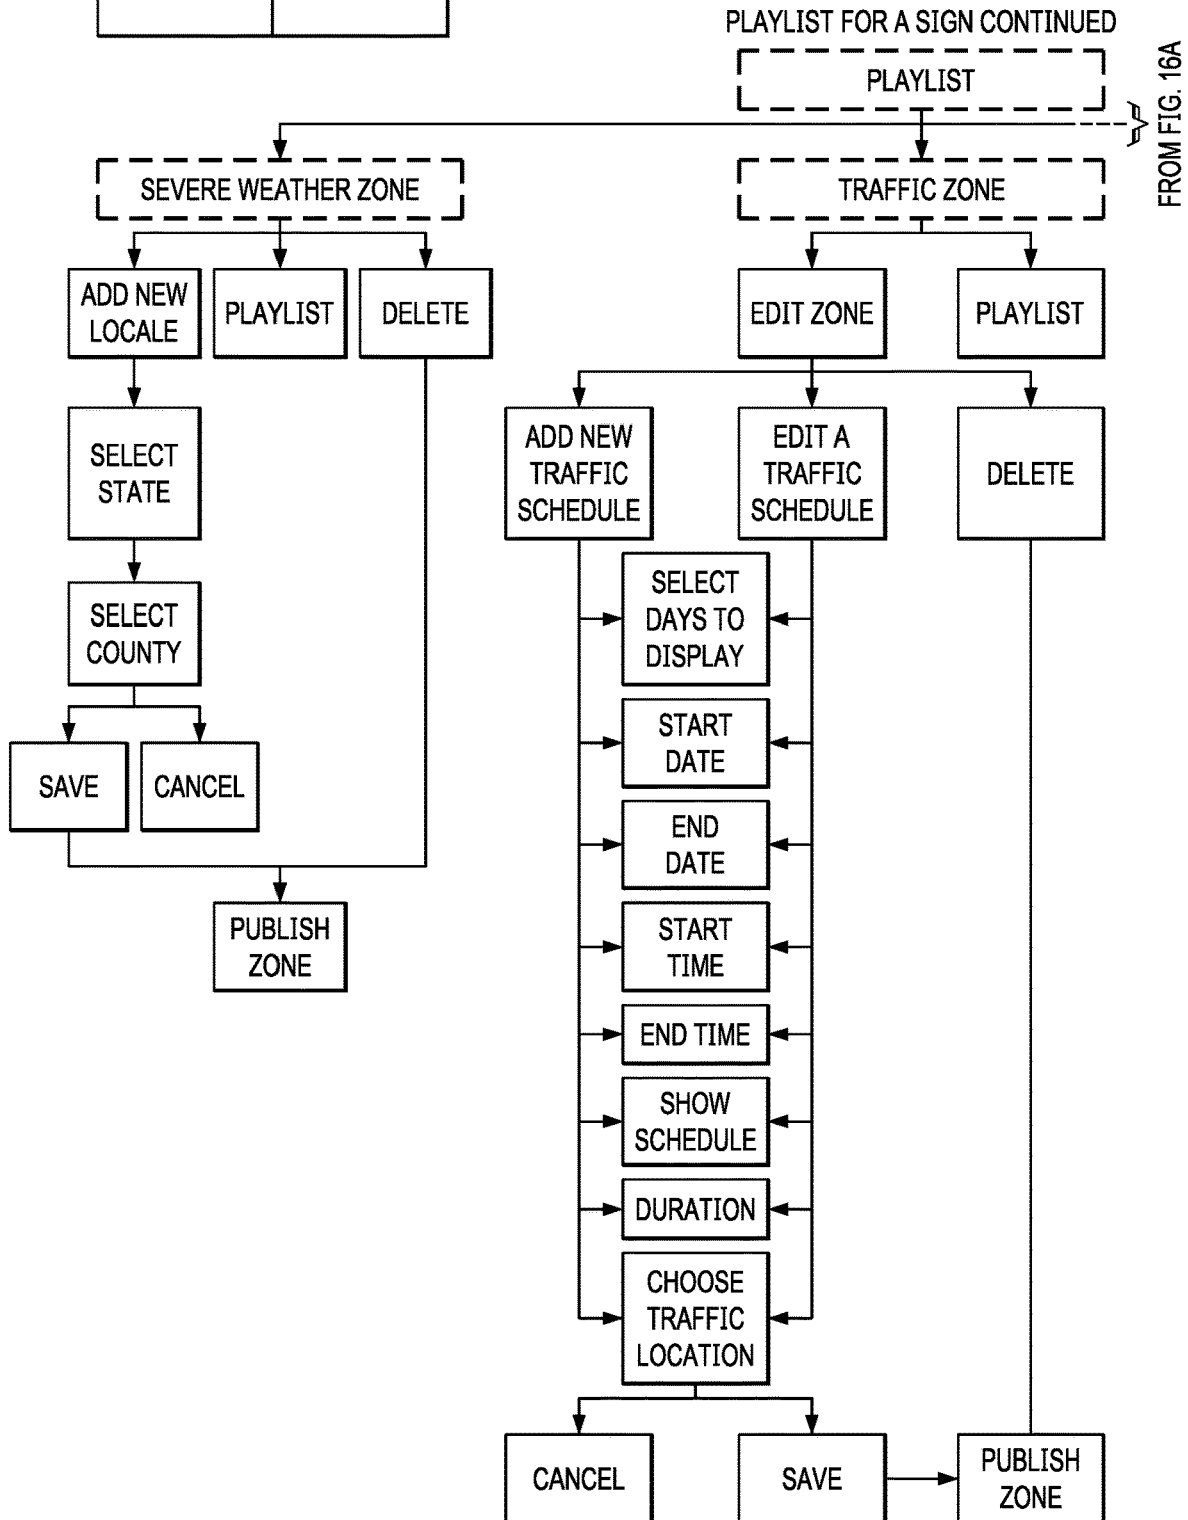 PLAYLIST FOR A SIGN CONTINUED
PLAYLIST
FROM FIG. 16A
SEVERE WEATHER ZONE
TRAFFIC ZONE
ADD NEW
LOCALE
PLAYLIST
DELETE
EDIT ZONE
PLAYLIST
SELECT
STATE
ADD NEW
TRAFFIC
SCHEDULE
EDIT A
TRAFFIC
SCHEDULE
DELETE
SELECT
COUNTY
SELECT
DAYS TO
DISPLAY
SAVE
CANCEL
START
DATE
END
DATE
PUBLISH
ZONE
START
TIME
END TIME
SHOW
SCHEDULE
DURATION
CHOOSE
TRAFFIC
LOCATION
CANCEL
SAVE
PUBLISH
ZONE